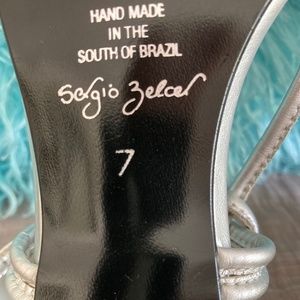 HAND MADE
IN THE
SOUTH OF BRAZIL
Sergio Zelcer
7